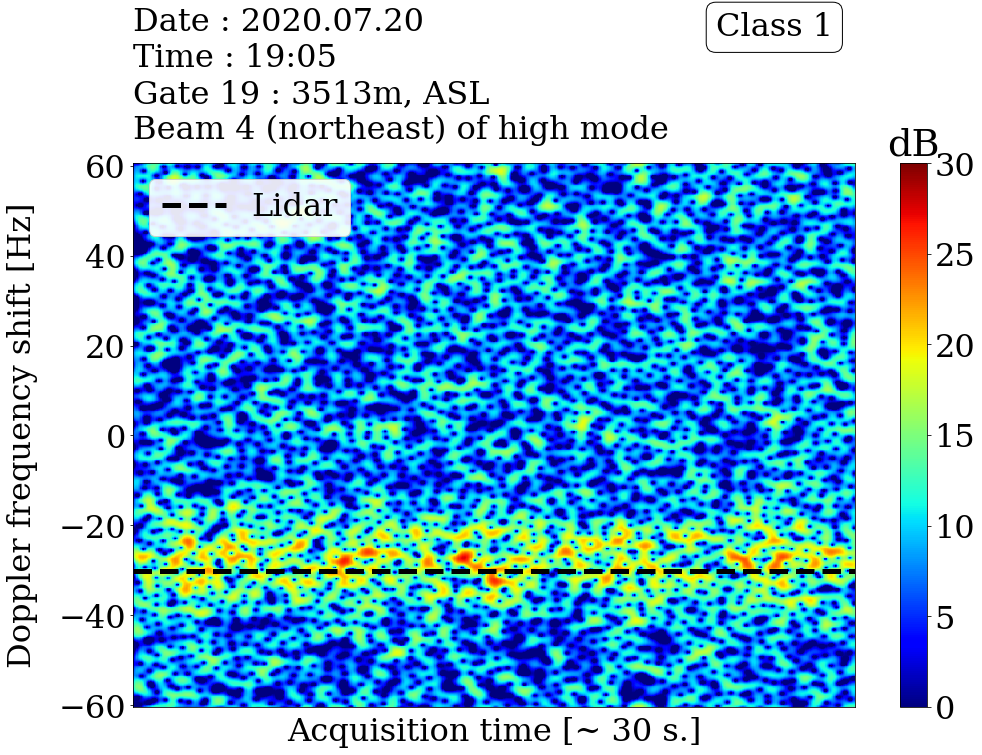 Date : 2020.07.20
Class 1
Time : 19:05
Gate 19 : 3513m, ASL
Beam 4 (northeast) of high mode
dB
60
40
20
0
−20
−40
−60
Doppler frequency shift [Hz]
Lidar
30
25
20
15
10
5
0
Acquisition time [~ 30 s.]